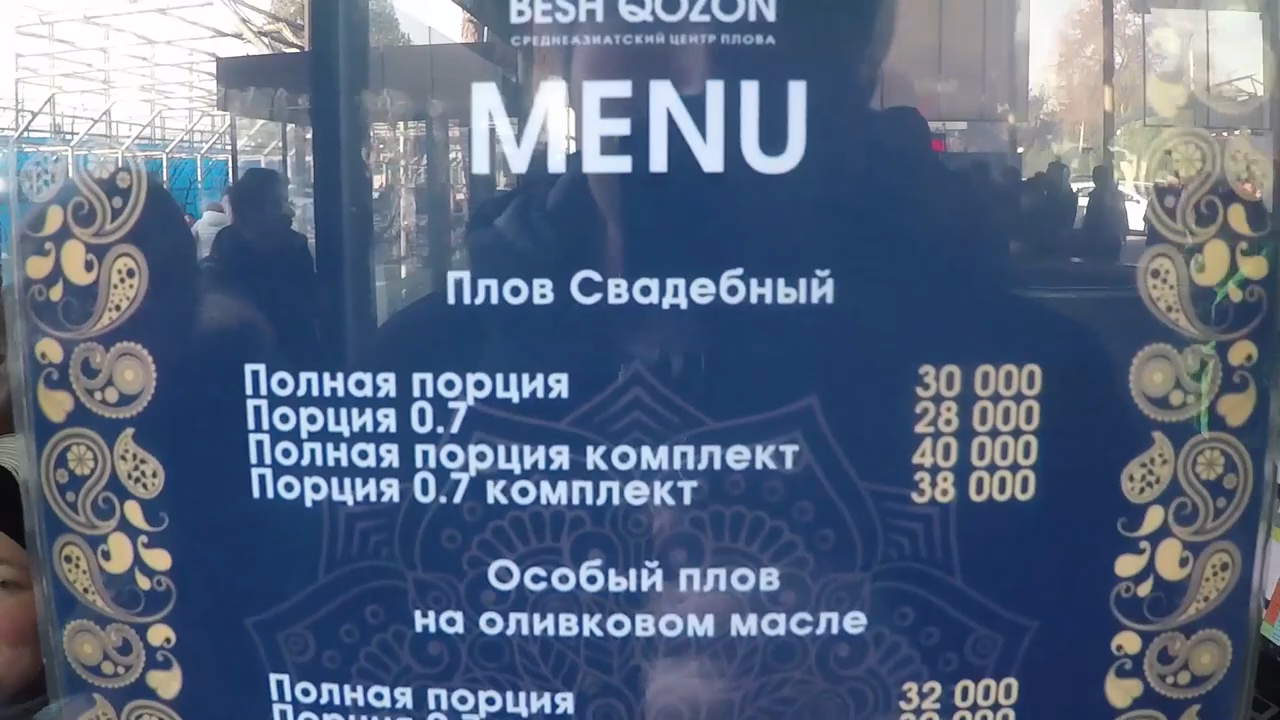 BESH QOZON
СРЕДНЕАЗИАТСКИЙ ЦЕНТР ПЛОВА
MENU
Плов Свадебный
Полная порция 30 000
Порция 0.7 28 000
Полная порция комплект 40 000
Порция 0.7 комплект 38 000
Особый плов
на оливковом масле
Полная порция 32 000